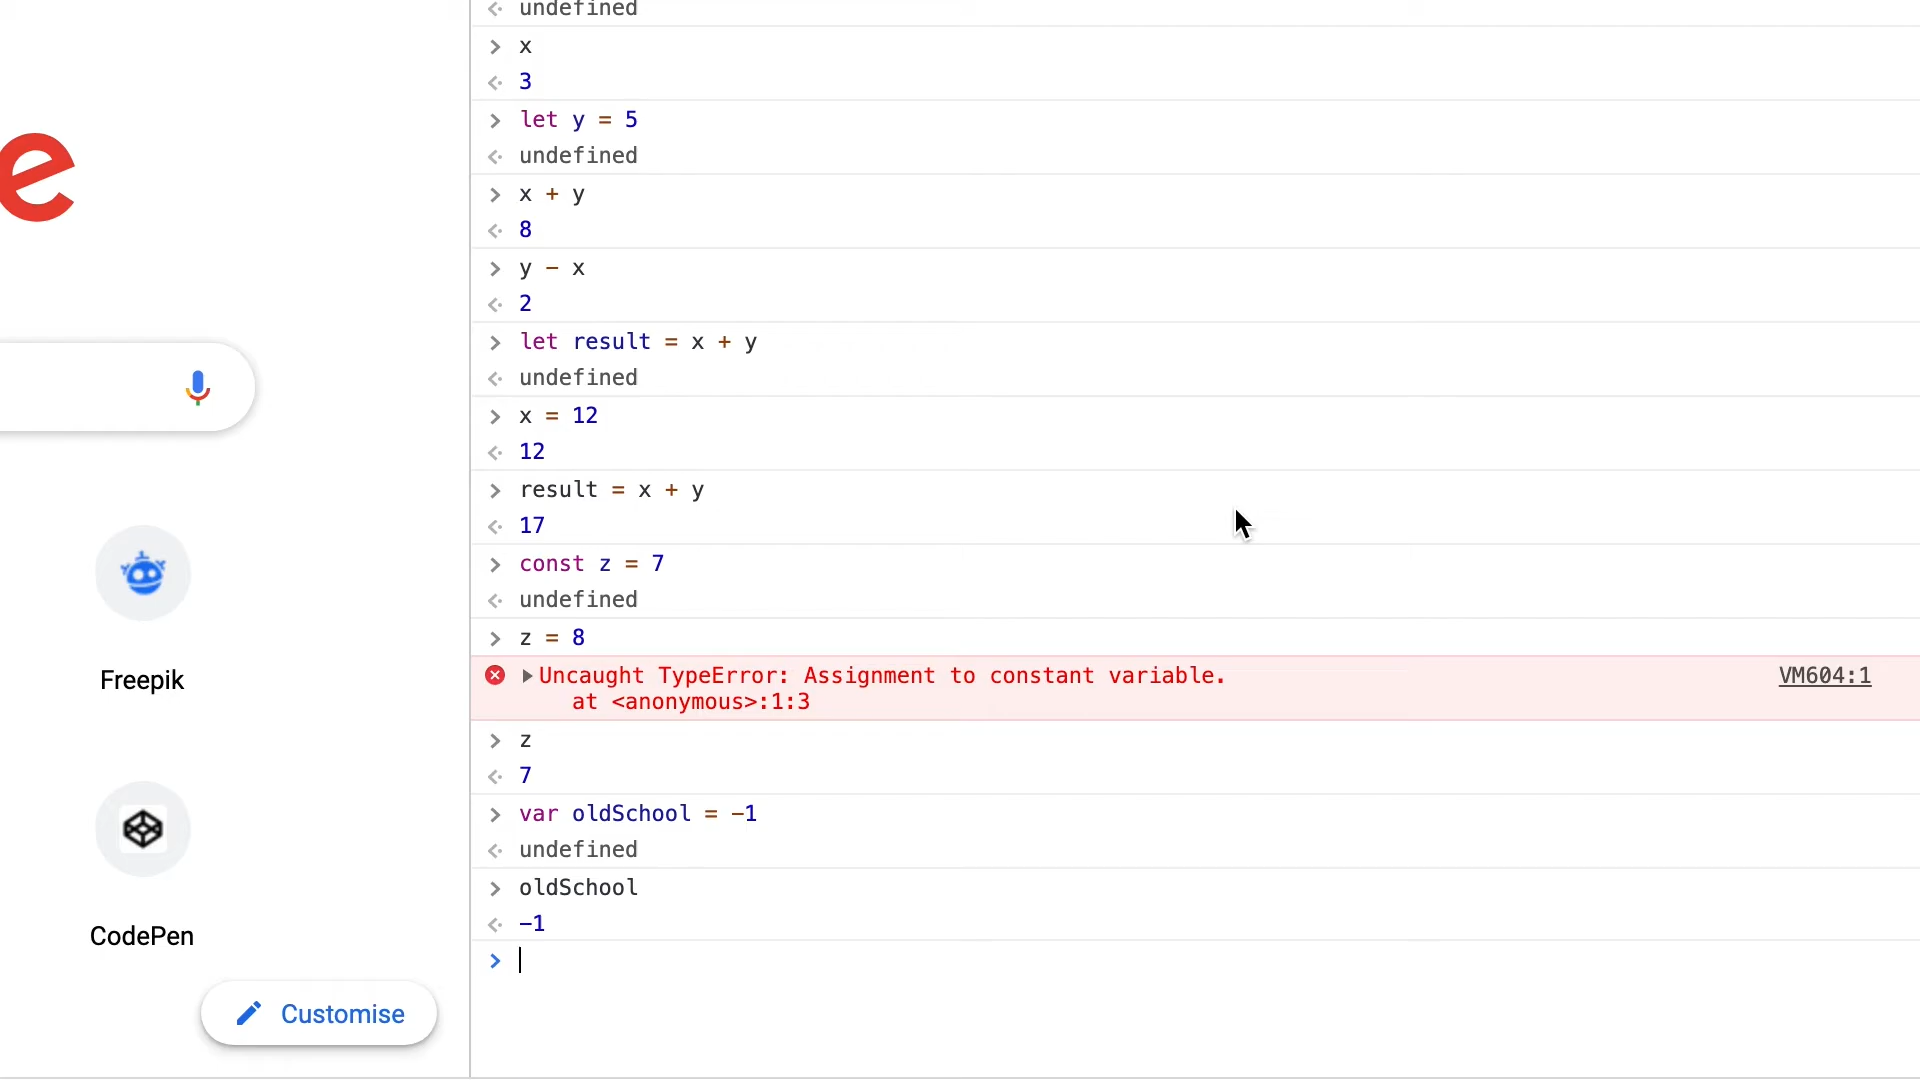 undefined
x
3
let y = 5
undefined
x + y
8
y - x
2
let result = x + y
undefined
x = 12
12
result = x + y
17
const z = 7
undefined
z = 8
Uncaught TypeError: Assignment to constant variable. VM604:1
at <anonymous>:1:3
z
7
var oldSchool = -1
undefined
oldSchool
-1
e
Freepik
CodePen
Customise